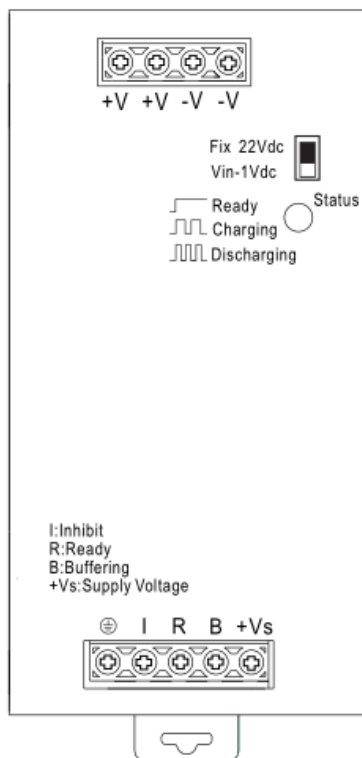 +V +V -V -V
Fix 22Vdc
Vin-1Vdc
Status
Ready
Charging
Discharging
I:Inhibit
R:Ready
B:Buffering
+Vs:Supply Voltage
I R B +Vs